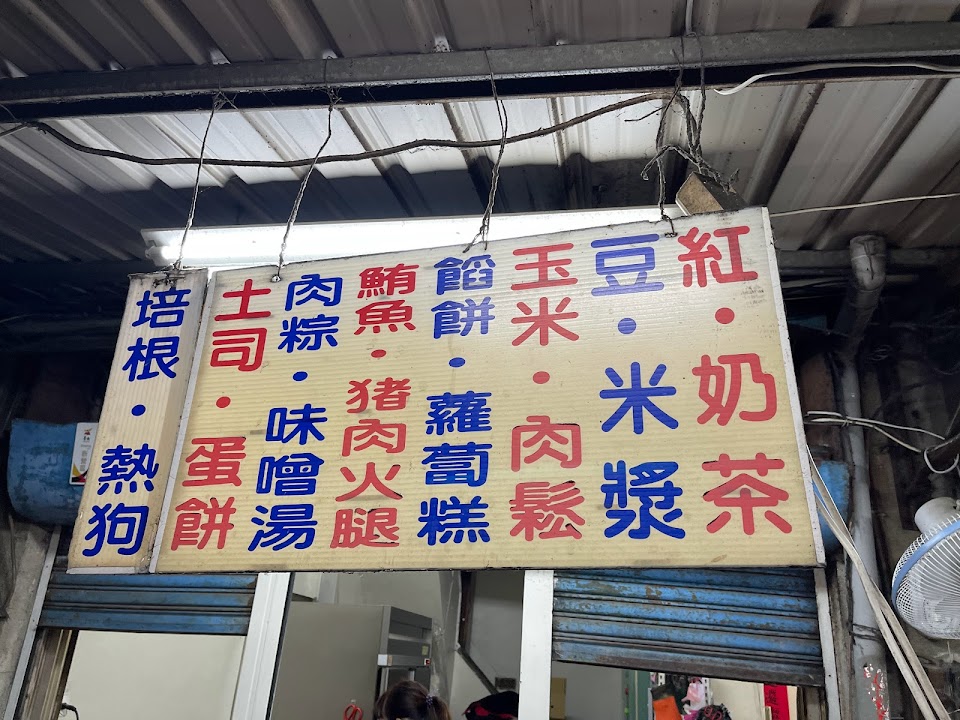 紅・奶茶
豆・米漿
玉米・肉鬆
餡餅・蘿蔔糕
鮪魚・猪肉火腿
肉粽・味噌湯
土司・蛋餅
培根・熱狗